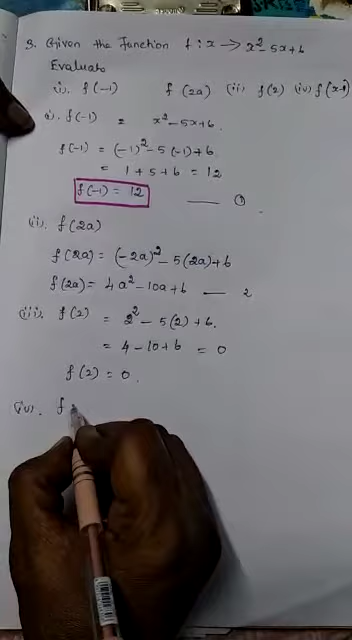 3. Given the Function f : x → x² - 5x + 6
Evaluate
i). f(-1) f(2a) (iii) f(2) (iv) f(x-1)
i). f(-1) = x² - 5x + 6.
f(-1) = (-1)² - 5(-1) + 6.
= 1 + 5 + 6 = 12
f(-1) = 12 —— ①
(ii). f(2a)
f(2a) = (-2a)² - 5(2a) + 6
f(2a) = 4a² - 10a + 6 —— 2
(iii). f(2) = 2² - 5(2) + 6.
= 4 - 10 + 6 = 0
f(2) = 0.
(iv). f